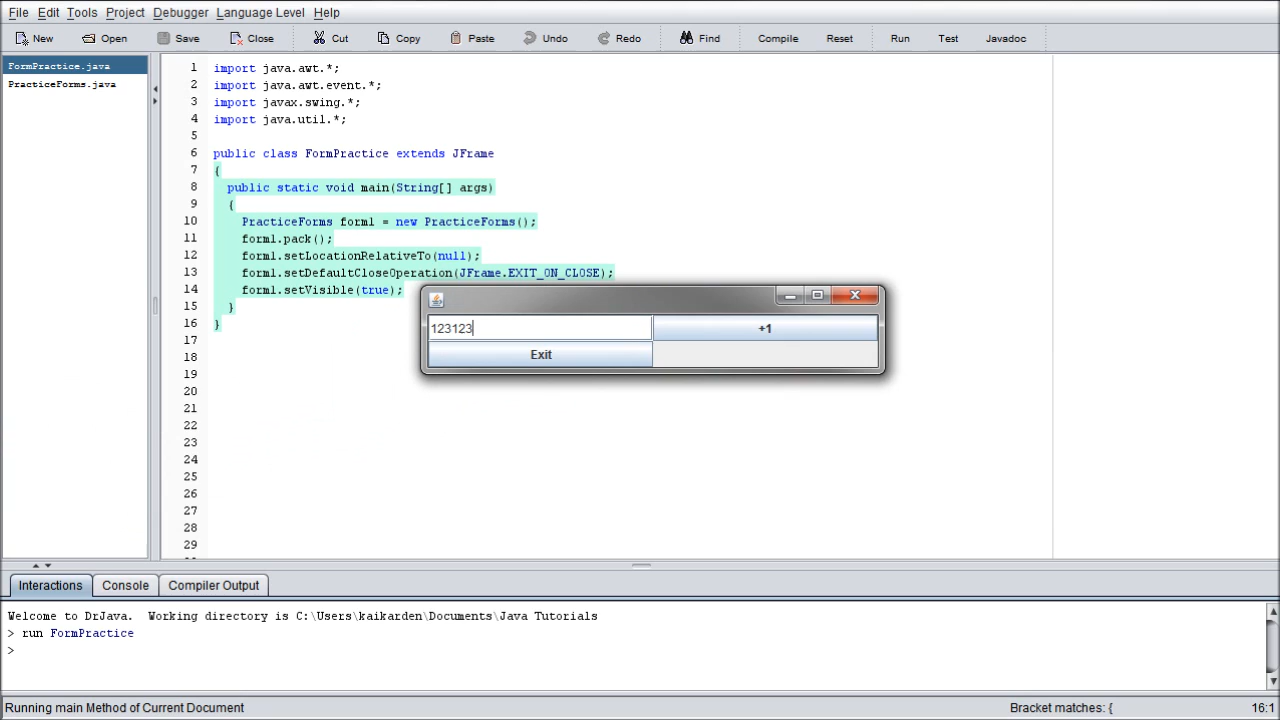 File Edit Tools Project Debugger Language Level Help
New Open Save Close Cut Copy Paste Undo Redo Find Compile Reset Run Test Javadoc
FormPractice.java
PracticeForms.java
1 import java.awt.*;
2 import java.awt.event.*;
3 import javax.swing.*;
4 import java.util.*;
5
6 public class FormPractice extends JFrame
7 {
8 public static void main(String[] args)
9 {
10 PracticeForms form1 = new PracticeForms();
11 form1.pack();
12 form1.setLocationRelativeTo(null);
13 form1.setDefaultCloseOperation(JFrame.EXIT_ON_CLOSE);
14 form1.setVisible(true);
15 }
16 }
17
18
19
20
21
22
23
24
25
26
27
28
29
123123 +1
Exit
Interactions Console Compiler Output
Welcome to DrJava. Working directory is C:\Users\kaikarden\Documents\Java Tutorials
> run FormPractice
>
Running main Method of Current Document Bracket matches: { 16:1